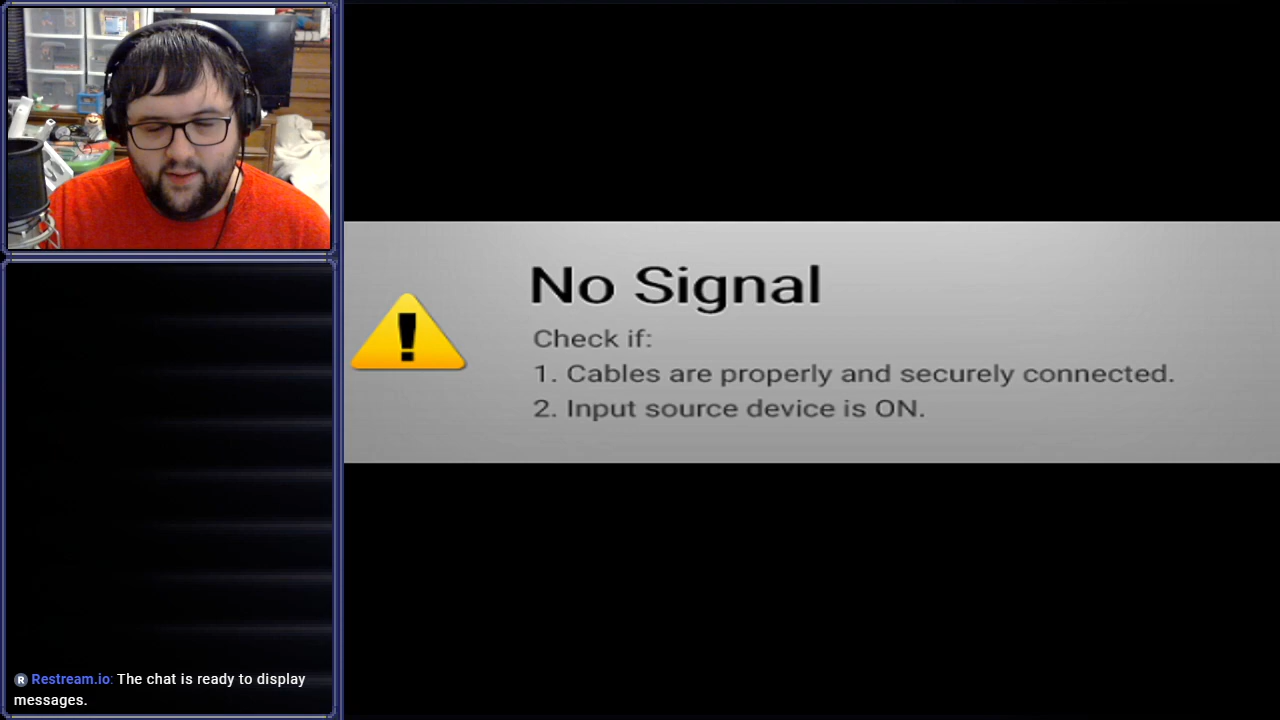 No Signal
Check if:
1. Cables are properly and securely connected.
2. Input source device is ON.
R Restream.io: The chat is ready to display
messages.